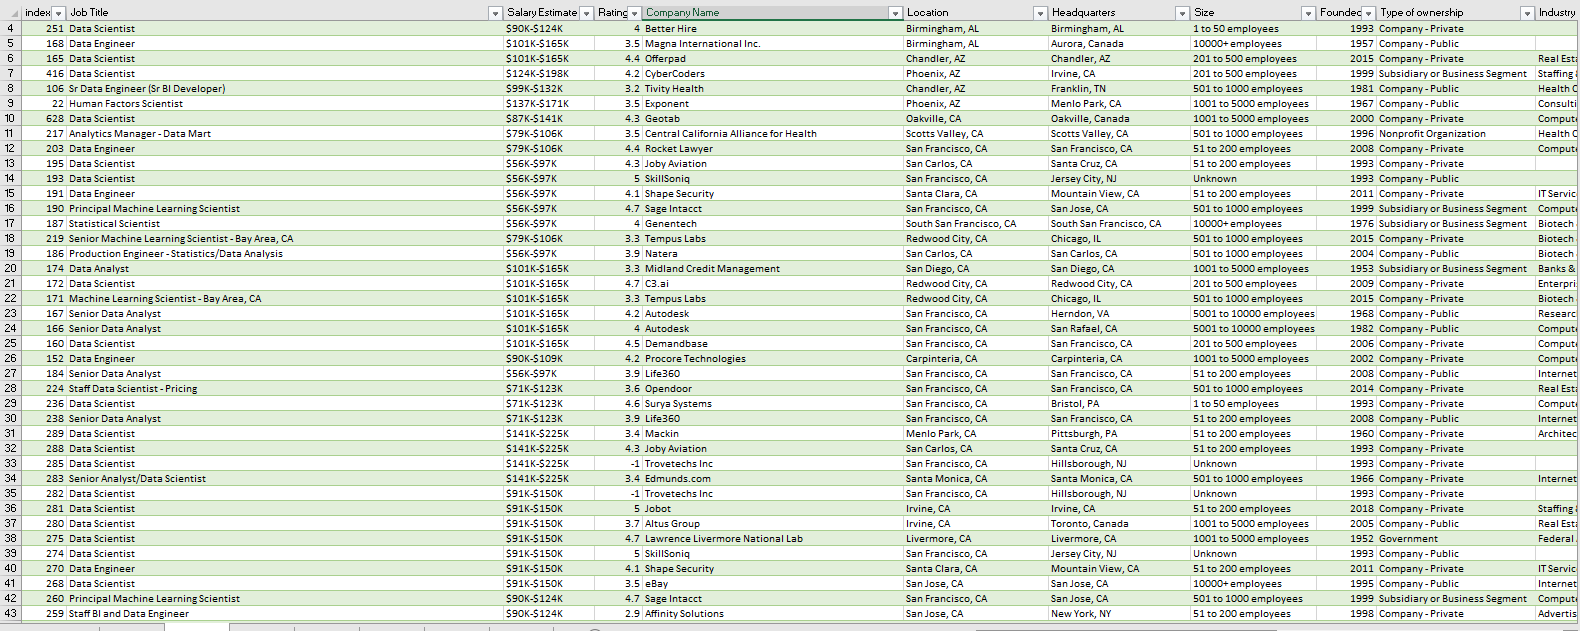 index Job Title Salary Estimate Rating Company Name Location Headquarters Size Founded Type of ownership Industry
4 251 Data Scientist $90K-$124K 4 Better Hire Birmingham, AL Birmingham, AL 1 to 50 employees 1993 Company - Private
5 168 Data Engineer $101K-$165K 3.5 Magna International Inc. Birmingham, AL Aurora, Canada 10000+ employees 1957 Company - Public
6 165 Data Scientist $101K-$165K 4.4 Offerpad Chandler, AZ Chandler, AZ 201 to 500 employees 2015 Company - Private Real Est
7 416 Data Scientist $124K-$198K 4.2 CyberCoders Phoenix, AZ Irvine, CA 201 to 500 employees 1999 Subsidiary or Business Segment Staffing
8 106 Sr Data Engineer (Sr BI Developer) $99K-$132K 3.2 Tivity Health Chandler, AZ Franklin, TN 501 to 1000 employees 1981 Company - Public Health C
9 22 Human Factors Scientist $137K-$171K 3.5 Exponent Phoenix, AZ Menlo Park, CA 1001 to 5000 employees 1967 Company - Public Consulti
10 628 Data Scientist $87K-$141K 4.3 Geotab Oakville, CA Oakville, Canada 1001 to 5000 employees 2000 Company - Private Comput
11 217 Analytics Manager - Data Mart $79K-$106K 3.5 Central California Alliance for Health Scotts Valley, CA Scotts Valley, CA 501 to 1000 employees 1996 Nonprofit Organization Health C
12 203 Data Engineer $79K-$106K 4.4 Rocket Lawyer San Francisco, CA San Francisco, CA 51 to 200 employees 2008 Company - Private Comput
13 195 Data Scientist $56K-$97K 4.3 Joby Aviation San Carlos, CA Santa Cruz, CA 51 to 200 employees 1993 Company - Private
14 193 Data Scientist $56K-$97K 5 SkillSoniq San Francisco, CA Jersey City, NJ Unknown 1993 Company - Public
15 191 Data Engineer $56K-$97K 4.1 Shape Security Santa Clara, CA Mountain View, CA 51 to 200 employees 2011 Company - Private IT Servic
16 190 Principal Machine Learning Scientist $56K-$97K 4.7 Sage Intacct San Francisco, CA San Jose, CA 501 to 1000 employees 1999 Subsidiary or Business Segment Comput
17 187 Statistical Scientist $56K-$97K 4 Genentech South San Francisco, CA South San Francisco, CA 10000+ employees 1976 Subsidiary or Business Segment Biotech
18 219 Senior Machine Learning Scientist - Bay Area, CA $79K-$106K 3.3 Tempus Labs Redwood City, CA Chicago, IL 501 to 1000 employees 2015 Company - Private Biotech
19 186 Production Engineer - Statistics/Data Analysis $56K-$97K 3.9 Natera San Carlos, CA San Carlos, CA 501 to 1000 employees 2004 Company - Public Biotech
20 174 Data Analyst $101K-$165K 3.3 Midland Credit Management San Diego, CA San Diego, CA 1001 to 5000 employees 1953 Subsidiary or Business Segment Banks &
21 172 Data Scientist $101K-$165K 4.7 C3.ai Redwood City, CA Redwood City, CA 201 to 500 employees 2009 Company - Private Enterpri
22 171 Machine Learning Scientist - Bay Area, CA $101K-$165K 3.3 Tempus Labs Redwood City, CA Chicago, IL 501 to 1000 employees 2015 Company - Private Biotech
23 167 Senior Data Analyst $101K-$165K 4.2 Autodesk San Francisco, CA Herndon, VA 5001 to 10000 employees 1968 Company - Public Researc
24 166 Senior Data Analyst $101K-$165K 4 Autodesk San Francisco, CA San Rafael, CA 5001 to 10000 employees 1982 Company - Public Comput
25 160 Data Scientist $101K-$165K 4.5 Demandbase San Francisco, CA San Francisco, CA 201 to 500 employees 2006 Company - Private Comput
26 152 Data Engineer $90K-$109K 4.2 Procore Technologies Carpinteria, CA Carpinteria, CA 1001 to 5000 employees 2002 Company - Public Comput
27 184 Senior Data Analyst $56K-$97K 3.9 Life360 San Francisco, CA San Francisco, CA 51 to 200 employees 2008 Company - Public Internet
28 224 Staff Data Scientist - Pricing $71K-$123K 3.6 Opendoor San Francisco, CA San Francisco, CA 501 to 1000 employees 2014 Company - Private Real Est
29 236 Data Scientist $71K-$123K 4.6 Surya Systems San Francisco, CA Bristol, PA 1 to 50 employees 1993 Company - Private Comput
30 238 Senior Data Analyst $71K-$123K 3.9 Life360 San Francisco, CA San Francisco, CA 51 to 200 employees 2008 Company - Public Internet
31 289 Data Scientist $141K-$225K 3.4 Mackin Menlo Park, CA Pittsburgh, PA 51 to 200 employees 1960 Company - Private Architec
32 288 Data Scientist $141K-$225K 4.3 Joby Aviation San Carlos, CA Santa Cruz, CA 51 to 200 employees 1993 Company - Private
33 285 Data Scientist $141K-$225K -1 Trovetechs Inc San Francisco, CA Hillsborough, NJ Unknown 1993 Company - Private
34 283 Senior Analyst/Data Scientist $141K-$225K 3.4 Edmunds.com Santa Monica, CA Santa Monica, CA 501 to 1000 employees 1966 Company - Private Internet
35 282 Data Scientist $91K-$150K -1 Trovetechs Inc San Francisco, CA Hillsborough, NJ Unknown 1993 Company - Private
36 281 Data Scientist $91K-$150K 5 Jobot Irvine, CA Irvine, CA 51 to 200 employees 2018 Company - Private Staffing
37 280 Data Scientist $91K-$150K 3.7 Altus Group Irvine, CA Toronto, Canada 1001 to 5000 employees 2005 Company - Public Real Est
38 275 Data Scientist $91K-$150K 4.7 Lawrence Livermore National Lab Livermore, CA Livermore, CA 1001 to 5000 employees 1952 Government Federal
39 274 Data Scientist $91K-$150K 5 SkillSoniq San Francisco, CA Jersey City, NJ Unknown 1993 Company - Public
40 270 Data Engineer $91K-$150K 4.1 Shape Security Santa Clara, CA Mountain View, CA 51 to 200 employees 2011 Company - Private IT Servic
41 268 Data Scientist $91K-$150K 3.5 eBay San Jose, CA San Jose, CA 10000+ employees 1995 Company - Public Internet
42 260 Principal Machine Learning Scientist $90K-$124K 4.7 Sage Intacct San Francisco, CA San Jose, CA 501 to 1000 employees 1999 Subsidiary or Business Segment Comput
43 259 Staff BI and Data Engineer $90K-$124K 2.9 Affinity Solutions San Jose, CA New York, NY 51 to 200 employees 1998 Company - Private Advertis